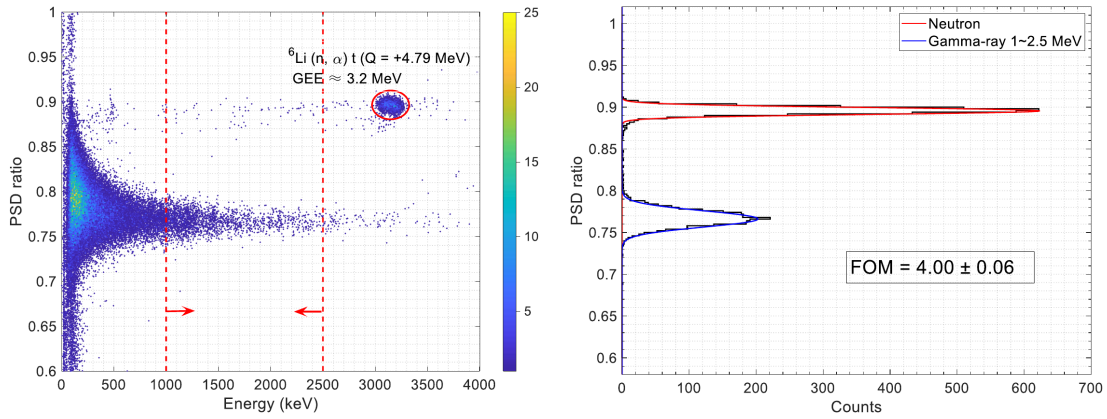 1
0.95
0.9
0.85
0.8
0.75
0.7
0.65
0.6
PSD ratio
⁶Li (n, α) t (Q = +4.79 MeV)
GEE ≈ 3.2 MeV
0 500 1000 1500 2000 2500 3000 3500 4000
Energy (keV)
25
20
15
10
5
1
0.95
0.9
0.85
0.8
0.75
0.7
0.65
0.6
PSD ratio
Neutron
Gamma-ray 1~2.5 MeV
FOM = 4.00 ± 0.06
0 100 200 300 400 500 600 700
Counts